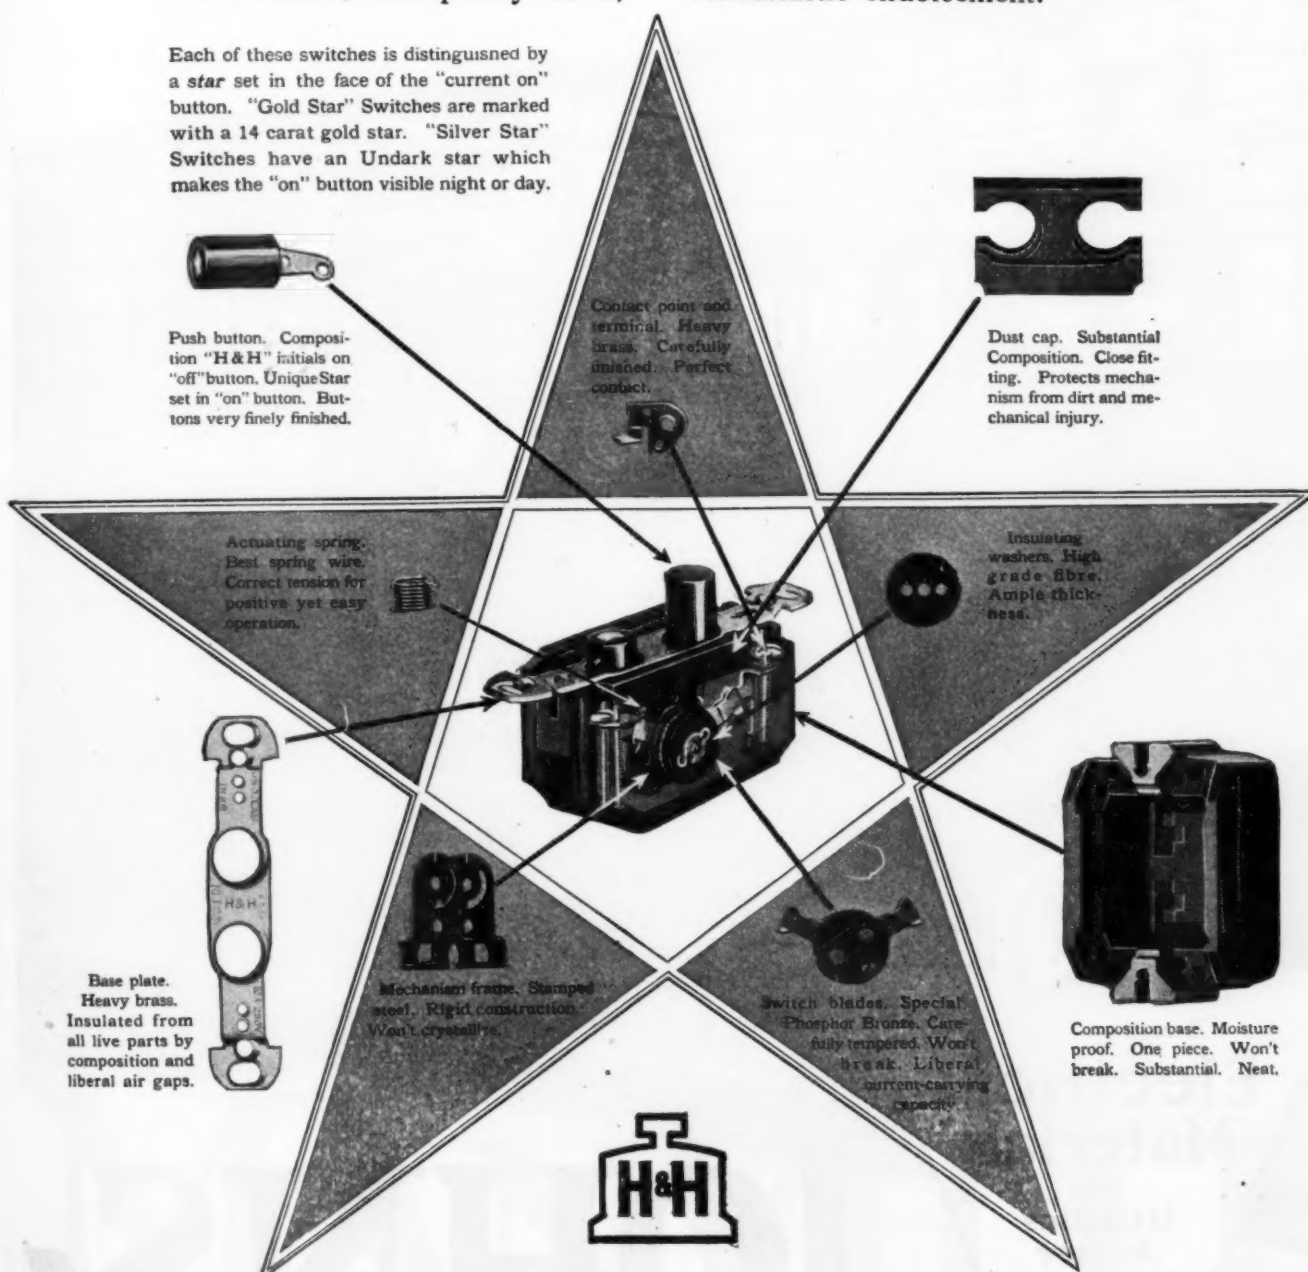 Each of these switches is distinguisned by
a star set in the face of the "current on"
button. "Gold Star" Switches are marked
with a 14 carat gold star. "Silver Star"
Switches have an Undark star which
makes the "on" button visible night or day.
Push button. Composi-
tion "H & H" initials on
"off" button. Unique Star
set in "on" button. But-
tons very finely finished.
Contact point and
terminal. Heavy
brass. Carefully
finished. Perfect
contact.
Dust cap. Substantial
Composition. Close fit-
ting. Protects mecha-
nism from dirt and me-
chanical injury.
Actuating spring.
Best spring wire.
Correct tension for
positive yet easy
operation.
Insulating
washers. High
grade fibre.
Ample thick-
ness.
H & H
Base plate.
Heavy brass.
Insulated from
all live parts by
composition and
liberal air gaps.
Mechanism frame. Stamped
steel. Rigid construction.
Won't crystallise.
Switch blades. Special
Phosphor Bronze. Care-
fully tempered. Won't
break. Liberal
current-carrying
capacity.
Composition base. Moisture
proof. One piece. Won't
break. Substantial. Neat.
H&H